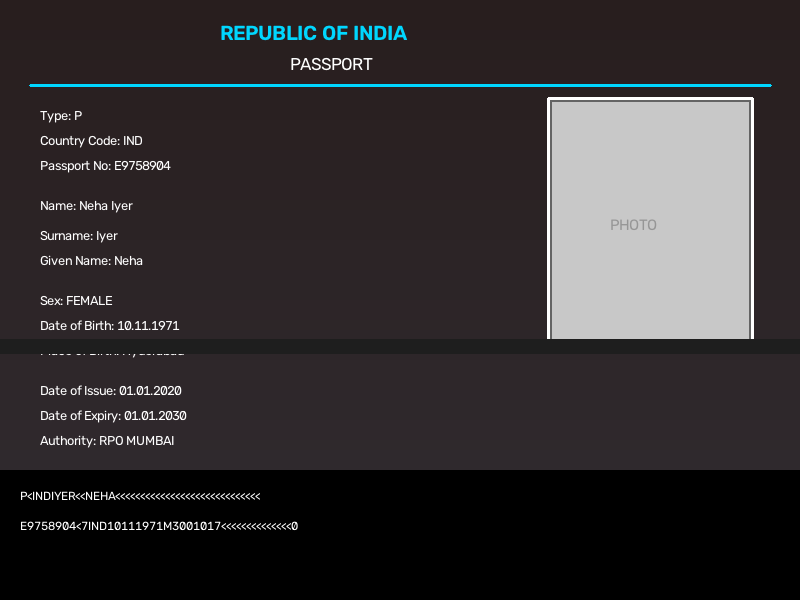 REPUBLIC OF INDIA
PASSPORT
Type: P
Country Code: IND
Passport No: E9758904
Name: Neha Iyer
Surname: Iyer
Given Name: Neha
PHOTO
Sex: FEMALE
Date of Birth: 10.11.1971
Date of Issue: 01.01.2020
Date of Expiry: 01.01.2030
Authority: RPO MUMBAI
P<INDIYER<<NEHA<<<<<<<<<<<<<<<<<<<<<<<<<<<<<
E9758904<7IND10111971M3001017<<<<<<<<<<<<<<0